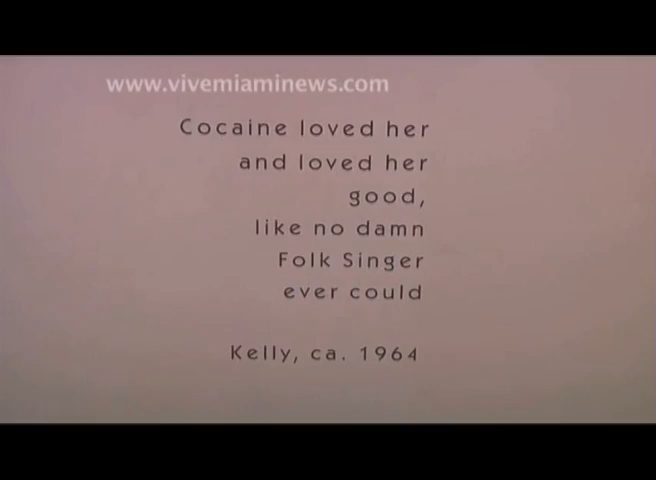 www.vivemiaminews.com
Cocaine loved her
and loved her
good,
like no damn
Folk Singer
ever could
Kelly, ca. 1964